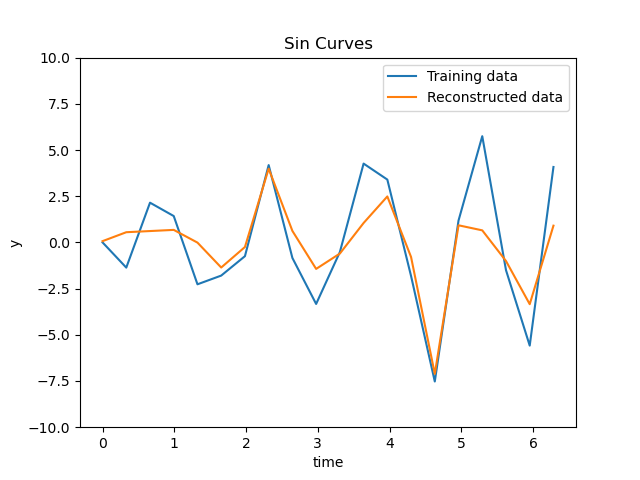 Sin Curves
Training data
Reconstructed data
10.0
7.5
5.0
2.5
0.0
−2.5
−5.0
−7.5
−10.0
y
0 1 2 3 4 5 6
time